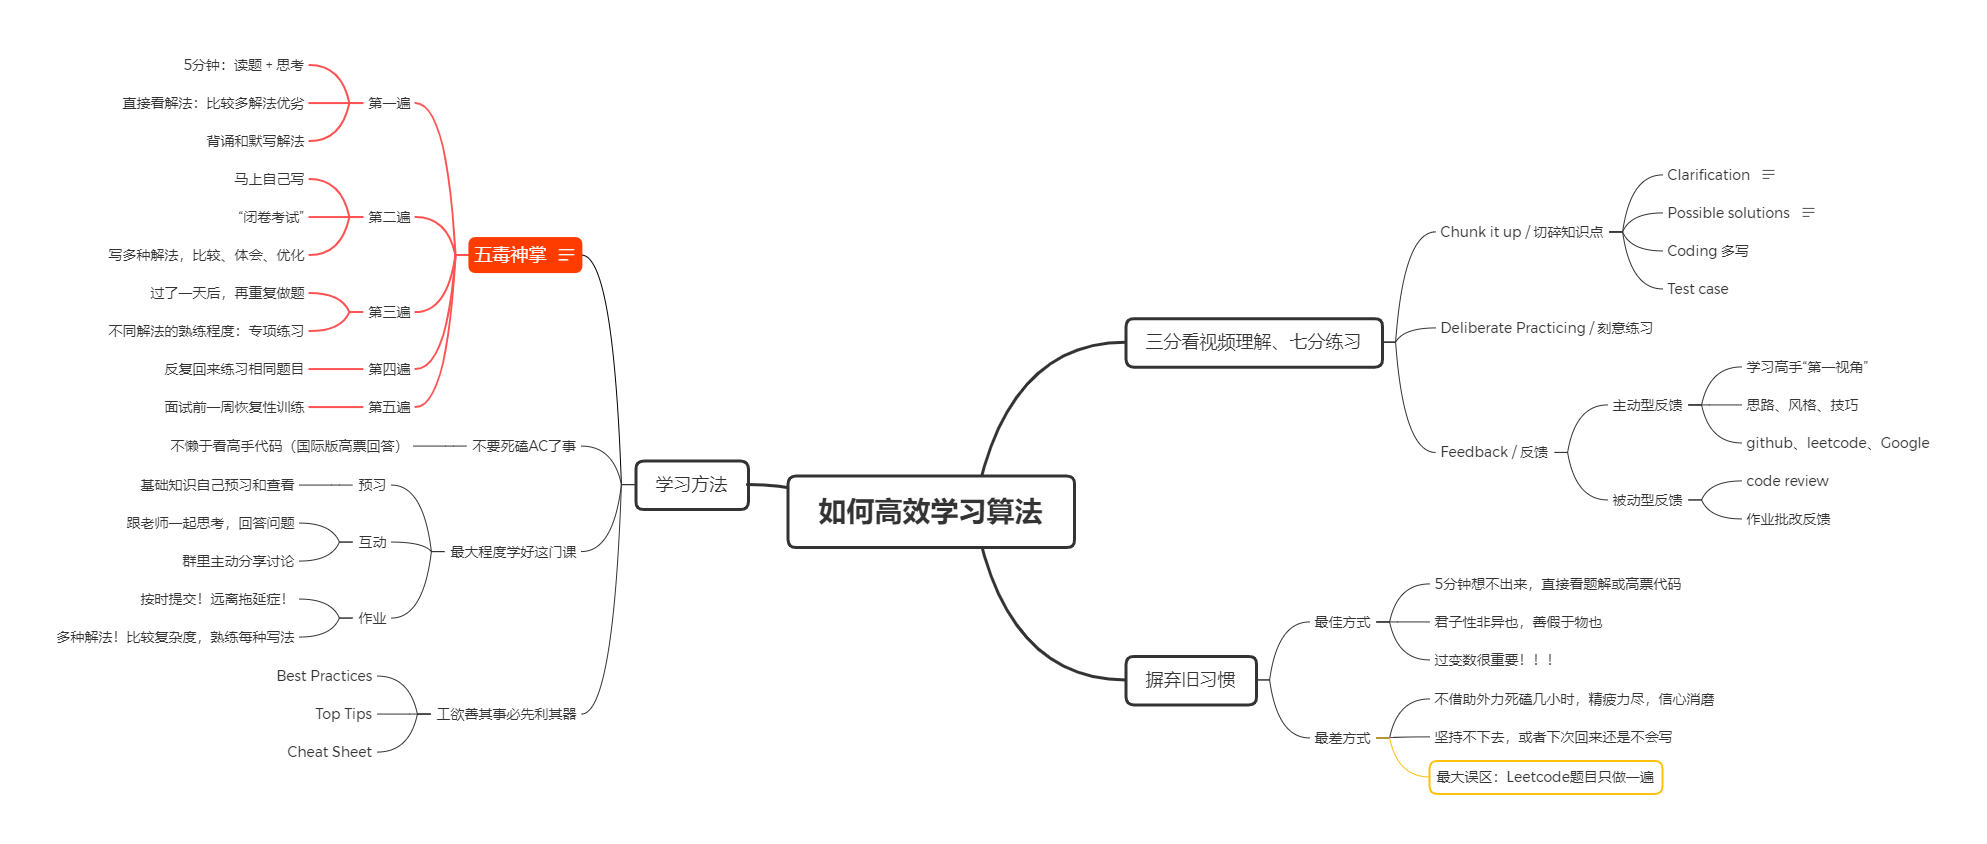 如何高效学习算法
三分看视频理解、七分练习
Chunk it up / 切碎知识点
Clarification
Possible solutions
Coding 多写
Test case
Deliberate Practicing / 刻意练习
Feedback / 反馈
主动型反馈
学习高手“第一视角”
思路、风格、技巧
github、leetcode、Google
被动型反馈
code review
作业批改反馈
摒弃旧习惯
最佳方式
5分钟想不出来，直接看题解或高票代码
君子性非异也，善假于物也
过变数很重要！！！
最差方式
不借助外力死磕几小时，精疲力尽，信心消磨
坚持不下去，或者下次回来还是不会写
最大误区：Leetcode题目只做一遍
学习方法
五毒神掌
第一遍
5分钟：读题 + 思考
直接看解法：比较多解法优劣
背诵和默写解法
第二遍
马上自己写
“闭卷考试”
写多种解法，比较、体会、优化
第三遍
过了一天后，再重复做题
不同解法的熟练程度：专项练习
第四遍
反复回来练习相同题目
第五遍
面试前一周恢复性训练
不要死磕AC了事
不懒于看高手代码（国际版高票回答）
最大程度学好这门课
预习
基础知识自己预习和查看
互动
跟老师一起思考，回答问题
群里主动分享讨论
作业
按时提交！远离拖延症！
多种解法！比较复杂度，熟练每种写法
工欲善其事必先利其器
Best Practices
Top Tips
Cheat Sheet